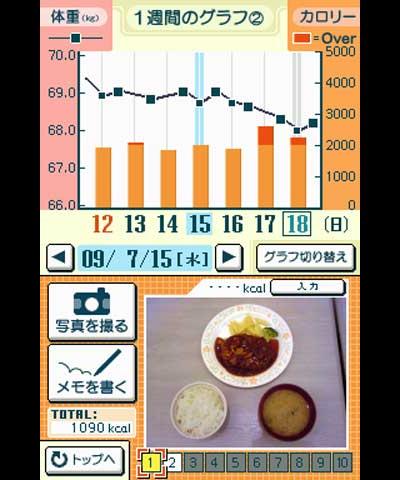 体重(kg)
1週間のグラフ②
カロリー
=Over
70.0
69.0
68.0
67.0
66.0
5000
4000
3000
2000
1000
0
12 13 14 15 16 17 18 (日)
◀ 09/ 7/15[水] ▶
グラフ切り替え
----kcal
入力
写真を撮る
メモを書く
TOTAL:
1090 kcal
トップへ
1 2 3 4 5 6 7 8 9 10